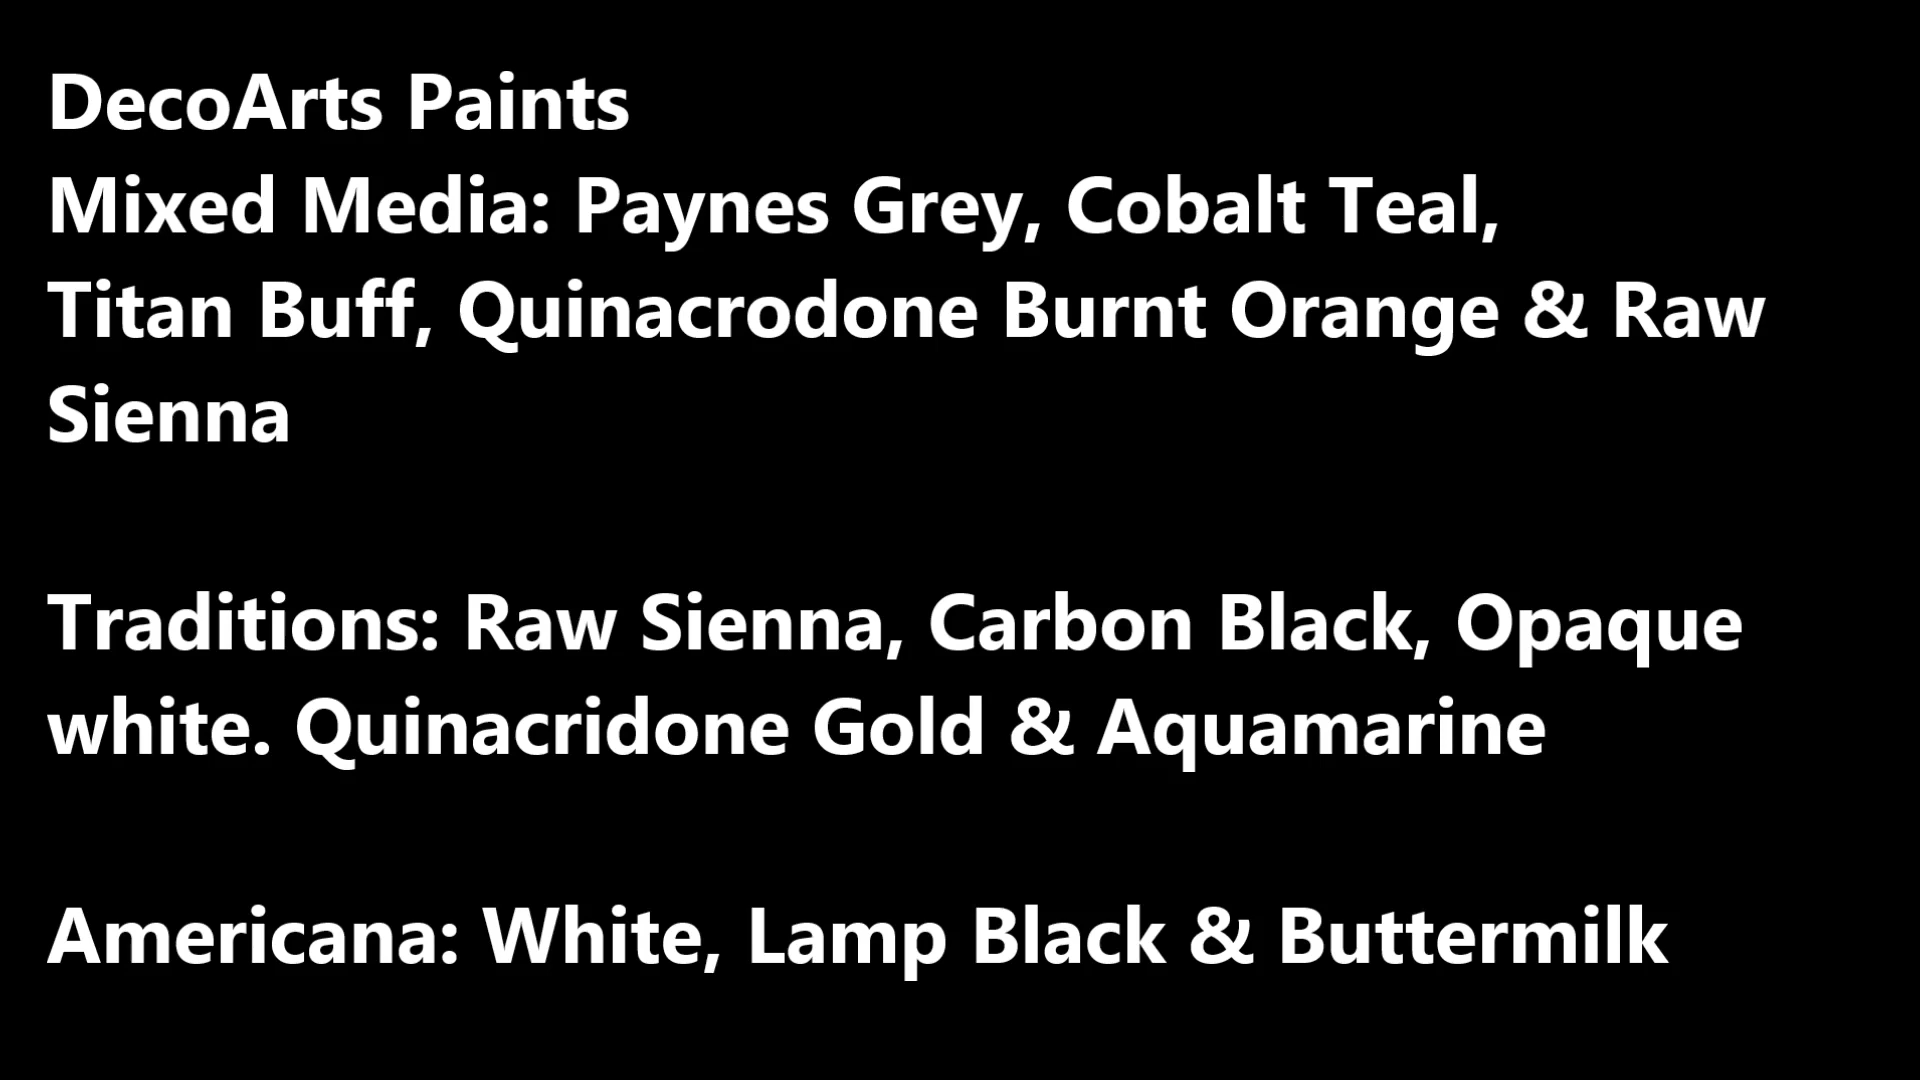 DecoArts Paints
Mixed Media: Paynes Grey, Cobalt Teal,
Titan Buff, Quinacrodone Burnt Orange & Raw
Sienna
Traditions: Raw Sienna, Carbon Black, Opaque
white. Quinacridone Gold & Aquamarine
Americana: White, Lamp Black & Buttermilk